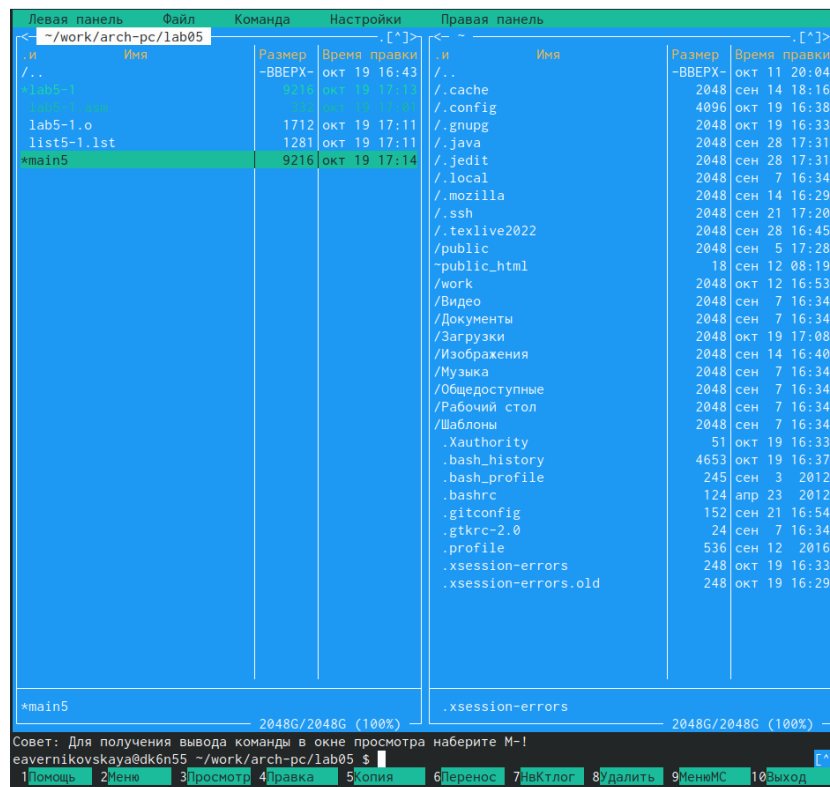 Левая панель Файл Команда Настройки Правая панель
<— ~/work/arch-pc/lab05 .[^]> <— ~ .[^]>
.и Имя Размер Время правки .и Имя Размер Время правки
/.. -ВВЕРХ- окт 19 16:43 /.. -ВВЕРХ- окт 11 20:04
*lab5-1 9216 окт 19 17:13 /.cache 2048 сен 14 18:16
lab5-1.asm окт 19 17:01 /.config 4096 окт 19 16:38
lab5-1.o 1712 окт 19 17:11 /.gnupg 2048 окт 19 16:33
list5-1.lst 1281 окт 19 17:11 /.java 2048 сен 28 17:31
*main5 9216 окт 19 17:14 /.jedit 2048 сен 28 17:31
/.local 2048 сен 7 16:34
/.mozilla 2048 сен 14 16:29
/.ssh 2048 сен 21 17:20
/.texlive2022 2048 сен 28 16:45
/public 2048 сен 5 17:28
~public_html 18 сен 12 08:19
/work 2048 окт 12 16:53
/Видео 2048 сен 7 16:34
/Документы 2048 сен 7 16:34
/Загрузки 2048 окт 19 17:08
/Изображения 2048 сен 14 16:40
/Музыка 2048 сен 7 16:34
/Общедоступные 2048 сен 7 16:34
/Рабочий стол 2048 сен 7 16:34
/Шаблоны 2048 сен 7 16:34
.Xauthority 51 окт 19 16:33
.bash_history 4653 окт 19 16:37
.bash_profile 245 сен 3 2012
.bashrc 124 апр 23 2012
.gitconfig 152 сен 21 16:54
.gtkrc-2.0 24 сен 7 16:34
.profile 536 сен 12 2016
.xsession-errors 248 окт 19 16:33
.xsession-errors.old 248 окт 19 16:29
*main5 .xsession-errors
2048G/2048G (100%) 2048G/2048G (100%)
Совет: Для получения вывода команды в окне просмотра наберите M-!
eavernikovskaya@dk6n55 ~/work/arch-pc/lab05 $ [^
1Помощь 2Меню 3Просмотр 4Правка 5Копия 6Перенос 7НвКтлог 8Удалить 9МенюMC 10Выход